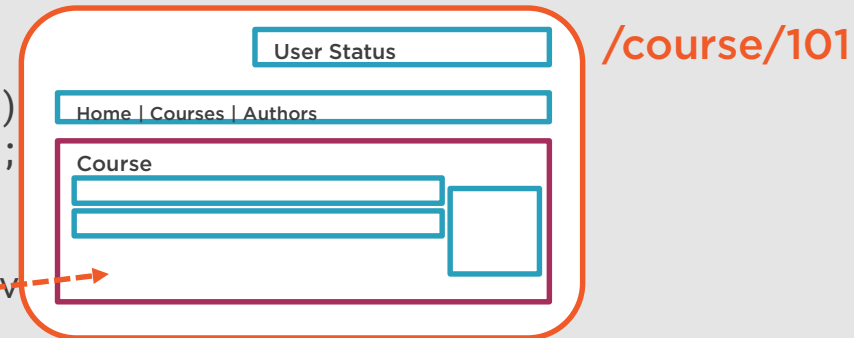 User Status
/course/101
)
Home | Courses | Authors
;
Course
v